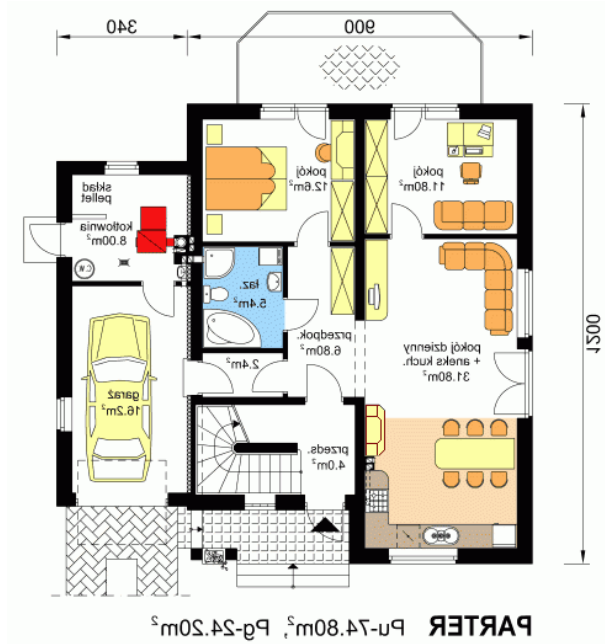 340
900
pokój
12.6m²
pokój
11.80m²
skład
pellet
kotłownia
8.00m²
C.W.
łaz.
5.4m²
przedpok.
6.80m²
pokój dzienny
+ aneks kuch.
31.80m²
1200
2.4m²
garaż
16.2m²
przeds.
4.0m²
PARTER Pu-74.80m², Pg-24.20m²